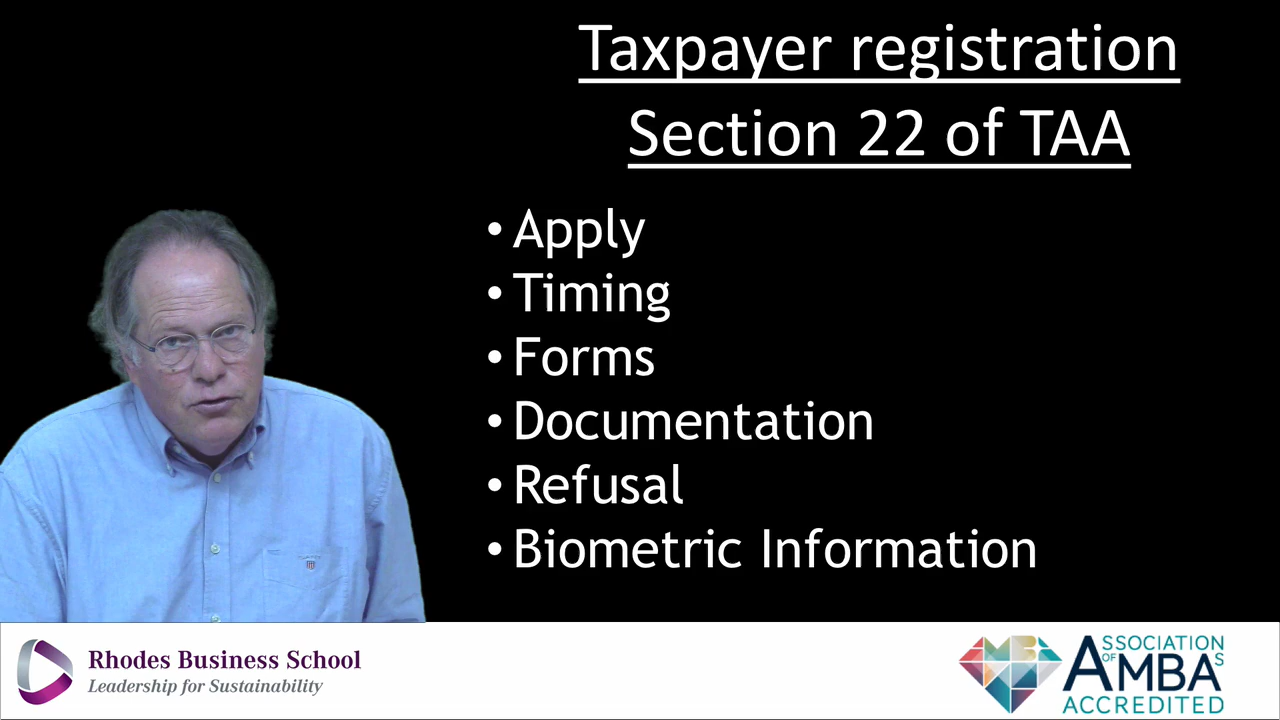 Taxpayer registration
Section 22 of TAA
• Apply
• Timing
• Forms
• Documentation
• Refusal
• Biometric Information
Rhodes Business School
Leadership for Sustainability
ASSOCIATION
OF
AMBAS
ACCREDITED